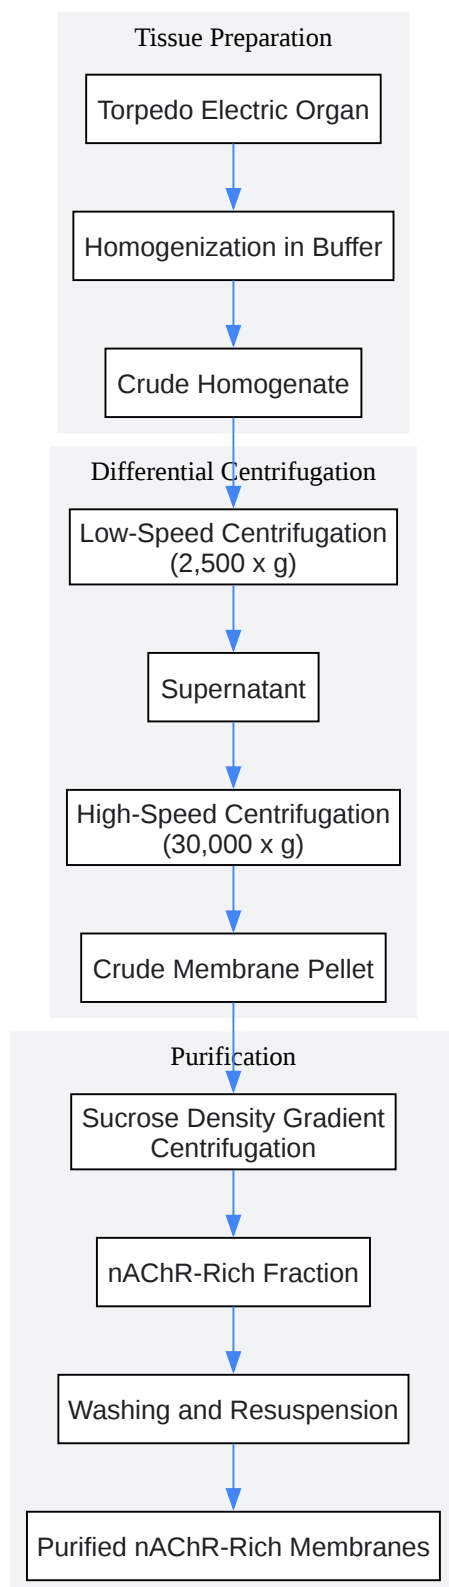 Tissue Preparation
Torpedo Electric Organ
Homogenization in Buffer
Crude Homogenate
Differential Centrifugation
Low-Speed Centrifugation
(2,500 x g)
Supernatant
High-Speed Centrifugation
(30,000 x g)
Crude Membrane Pellet
Purification
Sucrose Density Gradient
Centrifugation
nAChR-Rich Fraction
Washing and Resuspension
Purified nAChR-Rich Membranes